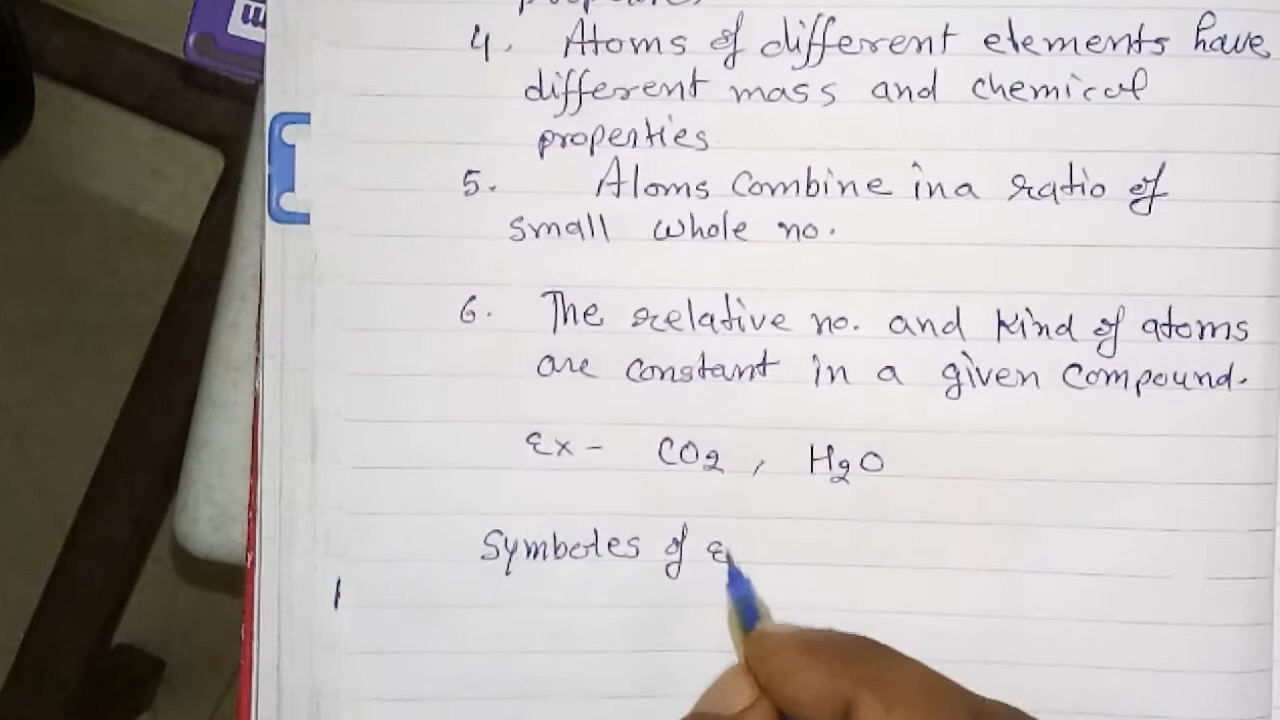 4. Atoms of different elements have
different mass and chemical
properties
5. Atoms combine in a ratio of
small whole no.
6. The relative no. and kind of atoms
are constant in a given compound.
Ex - CO2, H2O
Symboles of E